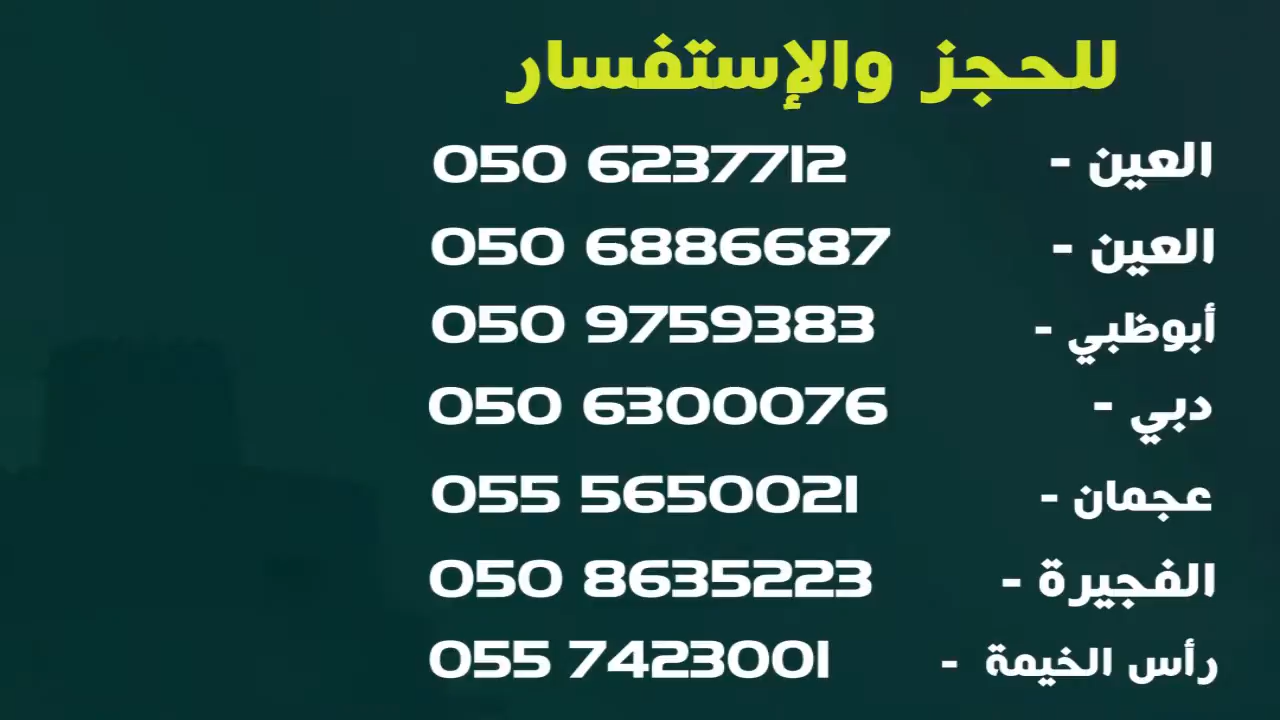 للحجز والإستفسار
العين - 050 6237712
العين - 050 6886687
أبوظبي - 050 9759383
دبي - 050 6300076
عجمان - 055 5650021
الفجيرة - 050 8635223
رأس الخيمة - 055 7423001